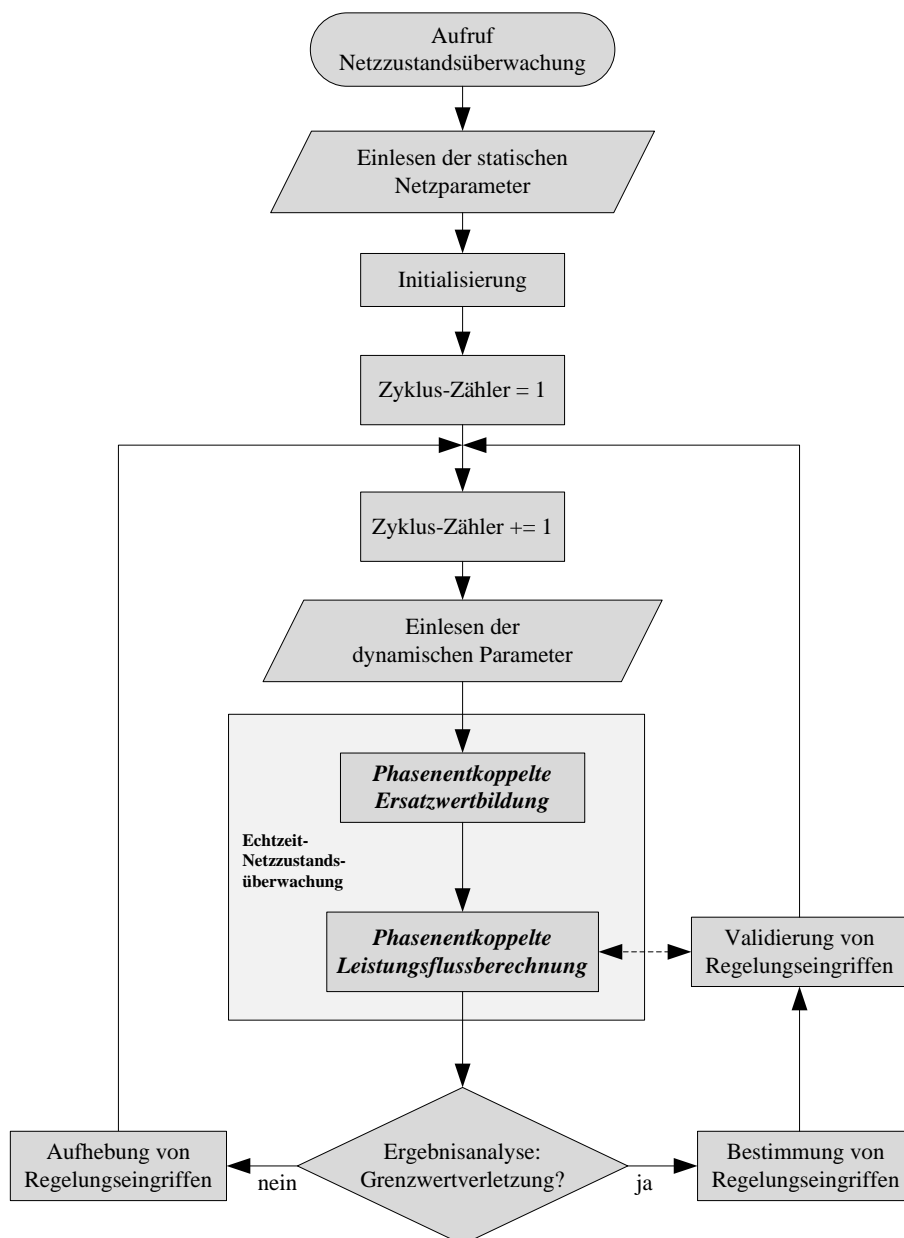 Aufruf
Netzzustandsüberwachung
Einlesen der statischen
Netzparameter
Initialisierung
Zyklus-Zähler = 1
Zyklus-Zähler += 1
Einlesen der
dynamischen Parameter
Phasenentkoppelte
Ersatzwertbildung
Echtzeit-
Netzzustands-
überwachung
Phasenentkoppelte
Leistungsflussberechnung
Validierung von
Regelungseingriffen
Aufhebung von
Regelungseingriffen
nein
Ergebnisanalyse:
Grenzwertverletzung?
ja
Bestimmung von
Regelungseingriffen